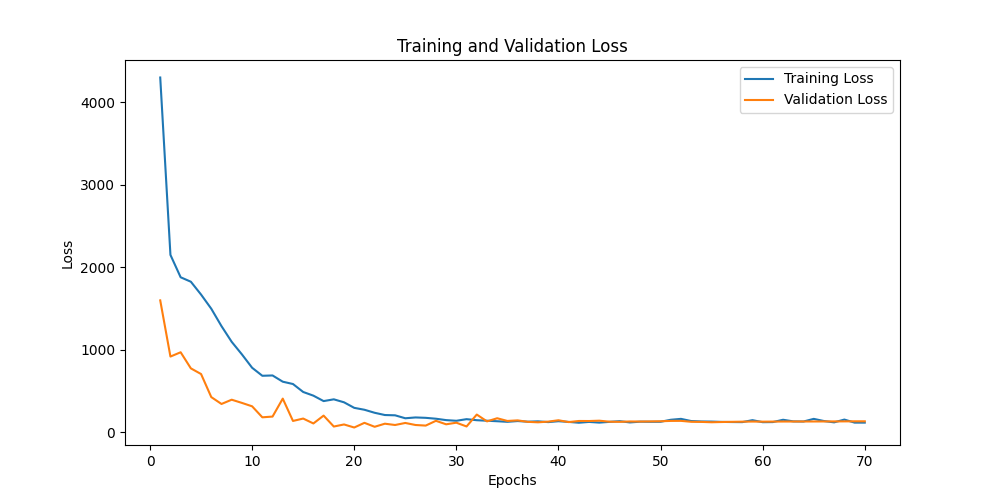 Training and Validation Loss
Training Loss
Validation Loss
4000
3000
2000
1000
0
Loss
0 10 20 30 40 50 60 70
Epochs